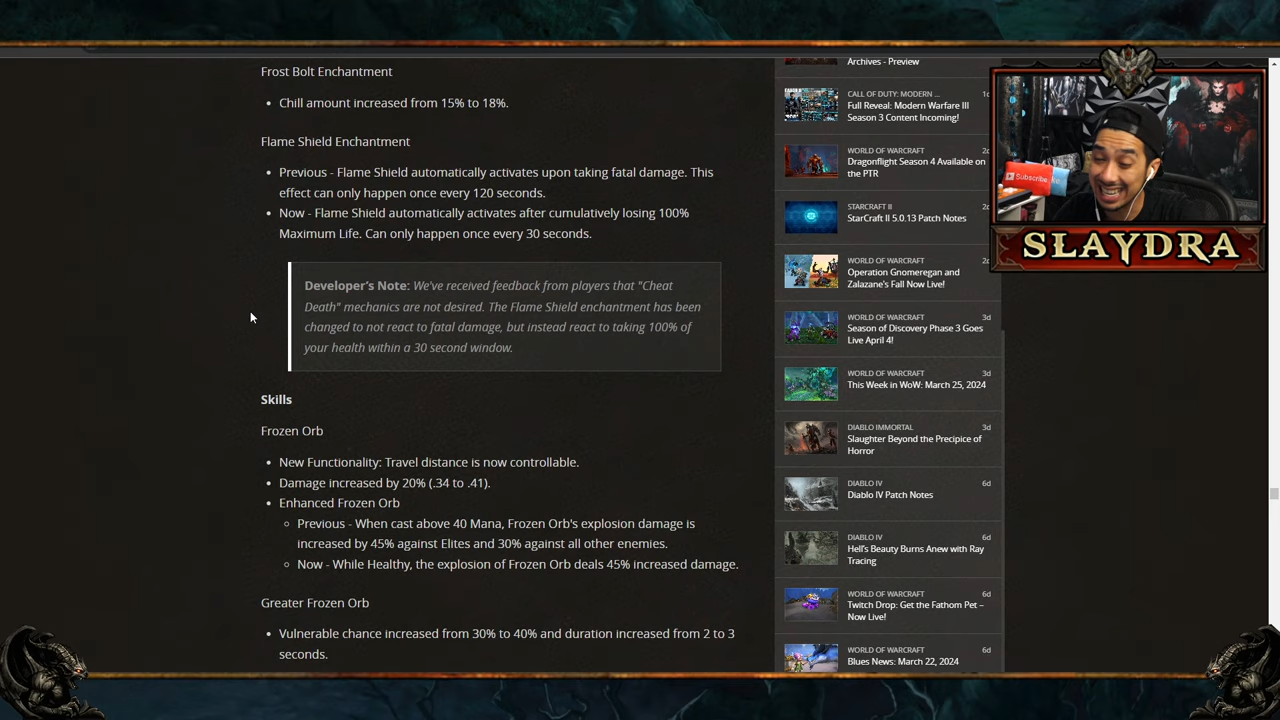 Frost Bolt Enchantment
• Chill amount increased from 15% to 18%.
Flame Shield Enchantment
• Previous - Flame Shield automatically activates upon taking fatal damage. This
effect can only happen once every 120 seconds.
• Now - Flame Shield automatically activates after cumulatively losing 100%
Maximum Life. Can only happen once every 30 seconds.
Developer’s Note: We've received feedback from players that "Cheat
Death" mechanics are not desired. The Flame Shield enchantment has been
changed to not react to fatal damage, but instead react to taking 100% of
your health within a 30 second window.
Skills
Frozen Orb
• New Functionality: Travel distance is now controllable.
• Damage increased by 20% (.34 to .41).
• Enhanced Frozen Orb
◦ Previous - When cast above 40 Mana, Frozen Orb's explosion damage is
increased by 45% against Elites and 30% against all other enemies.
◦ Now - While Healthy, the explosion of Frozen Orb deals 45% increased damage.
Greater Frozen Orb
• Vulnerable chance increased from 30% to 40% and duration increased from 2 to 3
seconds.
Archives - Preview
CALL OF DUTY: MODERN ...
Full Reveal: Modern Warfare III
Season 3 Content Incoming!
WORLD OF WARCRAFT
Dragonflight Season 4 Available on
the PTR
STARCRAFT II
StarCraft II 5.0.13 Patch Notes
WORLD OF WARCRAFT
Operation Gnomeregan and
Zalazane's Fall Now Live!
WORLD OF WARCRAFT 3d
Season of Discovery Phase 3 Goes
Live April 4!
WORLD OF WARCRAFT 3d
This Week in WoW: March 25, 2024
DIABLO IMMORTAL 3d
Slaughter Beyond the Precipice of
Horror
DIABLO IV 6d
Diablo IV Patch Notes
DIABLO IV 6d
Hell's Beauty Burns Anew with Ray
Tracing
WORLD OF WARCRAFT 6d
Twitch Drop: Get the Fathom Pet –
Now Live!
WORLD OF WARCRAFT 6d
Blues News: March 22, 2024
Subscribe
SLAYDRA